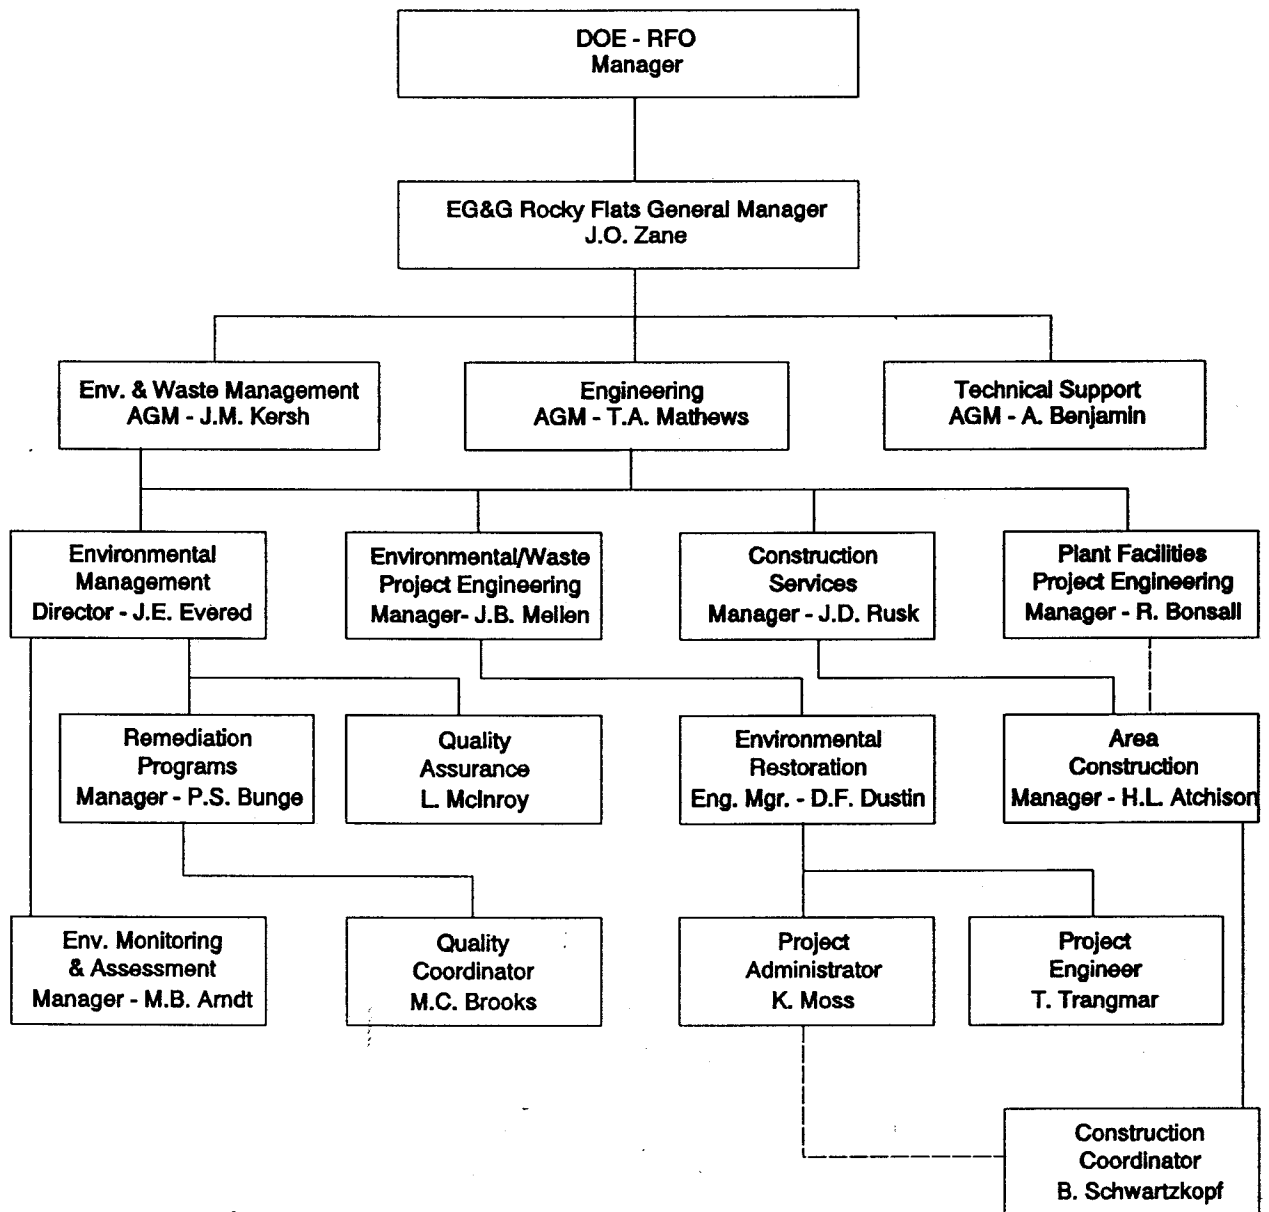 DOE - RFO
Manager
EG&G Rocky Flats General Manager
J.O. Zane
Env. & Waste Management
AGM - J.M. Kersh
Engineering
AGM - T.A. Mathews
Technical Support
AGM - A. Benjamin
Environmental
Management
Director - J.E. Evered
Environmental/Waste
Project Engineering
Manager- J.B. Mellen
Construction
Services
Manager - J.D. Rusk
Plant Facilities
Project Engineering
Manager - R. Bonsall
Remediation
Programs
Manager - P.S. Bunge
Quality
Assurance
L. McInroy
Environmental
Restoration
Eng. Mgr. - D.F. Dustin
Area
Construction
Manager - H.L. Atchison
Env. Monitoring
& Assessment
Manager - M.B. Arndt
Quality
Coordinator
M.C. Brooks
Project
Administrator
K. Moss
Project
Engineer
T. Trangmar
Construction
Coordinator
B. Schwartzkopf